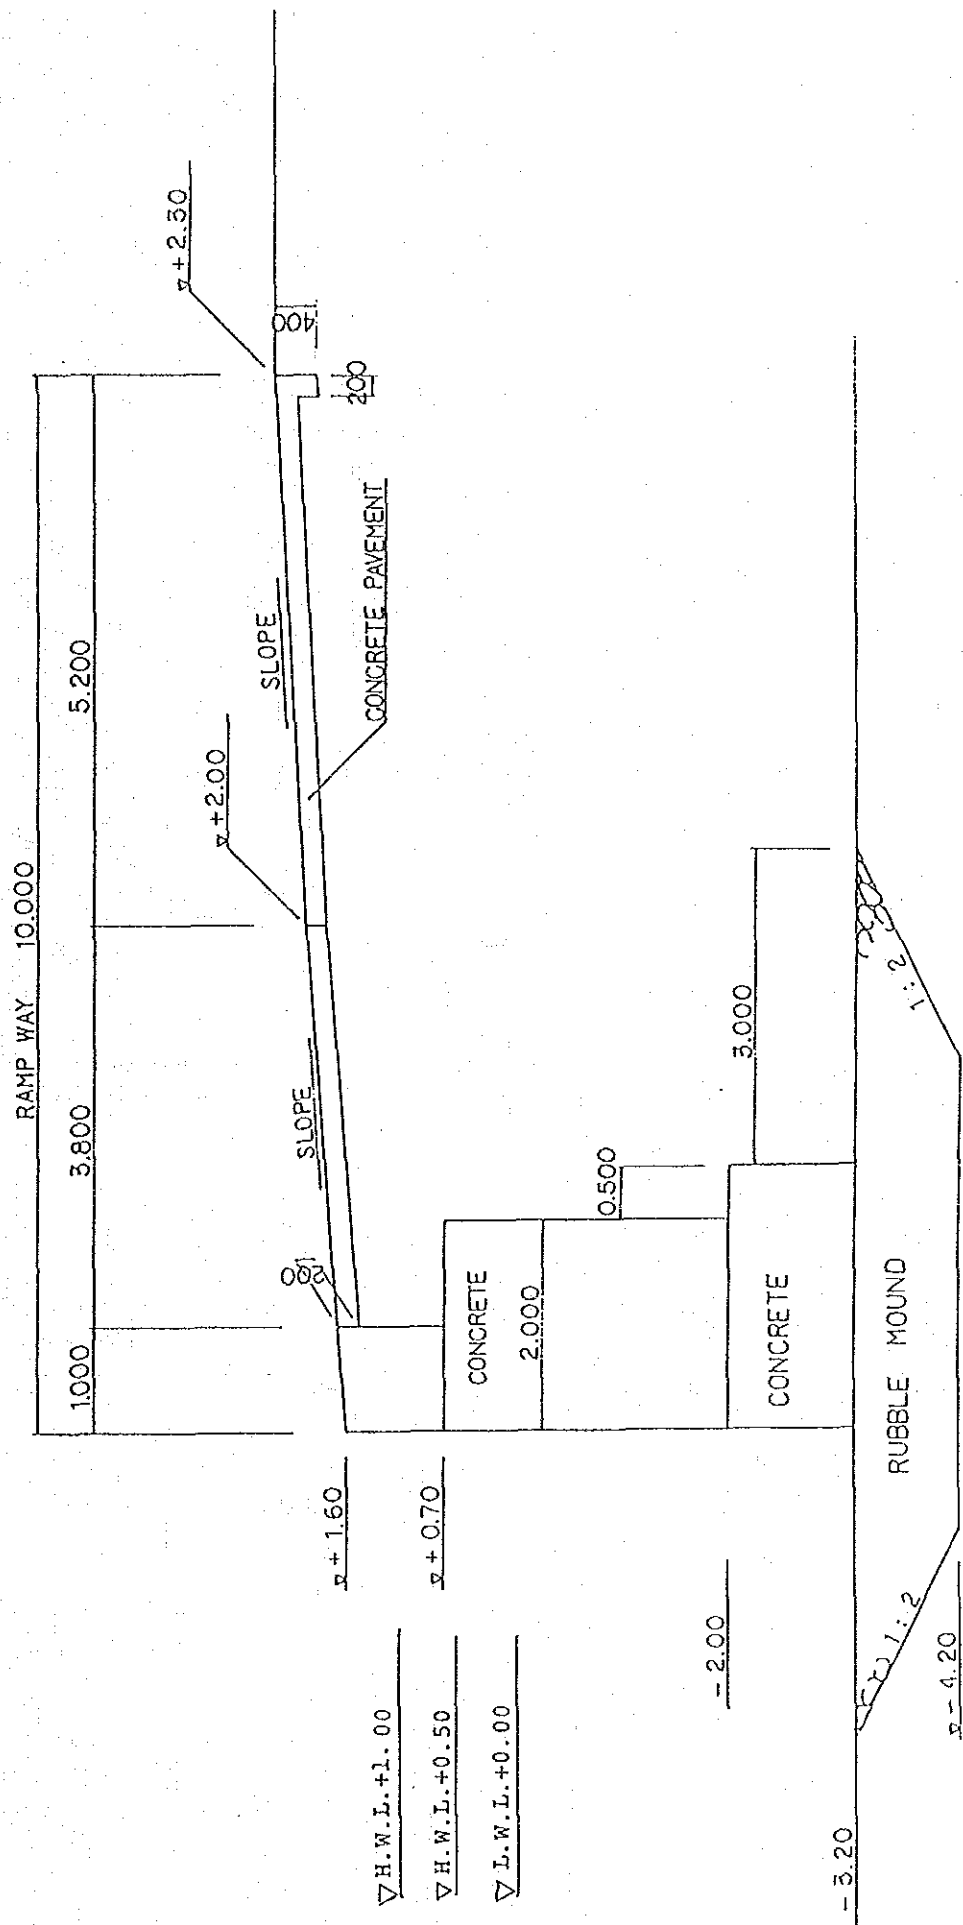 RAMP WAY 10.000
1.000
3.800
5.200
▽+2.30
▽+2.00
400
200
SLOPE
SLOPE
CONCRETE PAVEMENT
200
▽+1.60
▽+0.70
CONCRETE
2.000
0.500
3.000
▽H.W.L.+1.00
▽H.W.L.+0.50
▽L.W.L.+0.00
-2.00
CONCRETE
-3.20
RUBBLE MOUND
1:2
1:2
▽-4.20